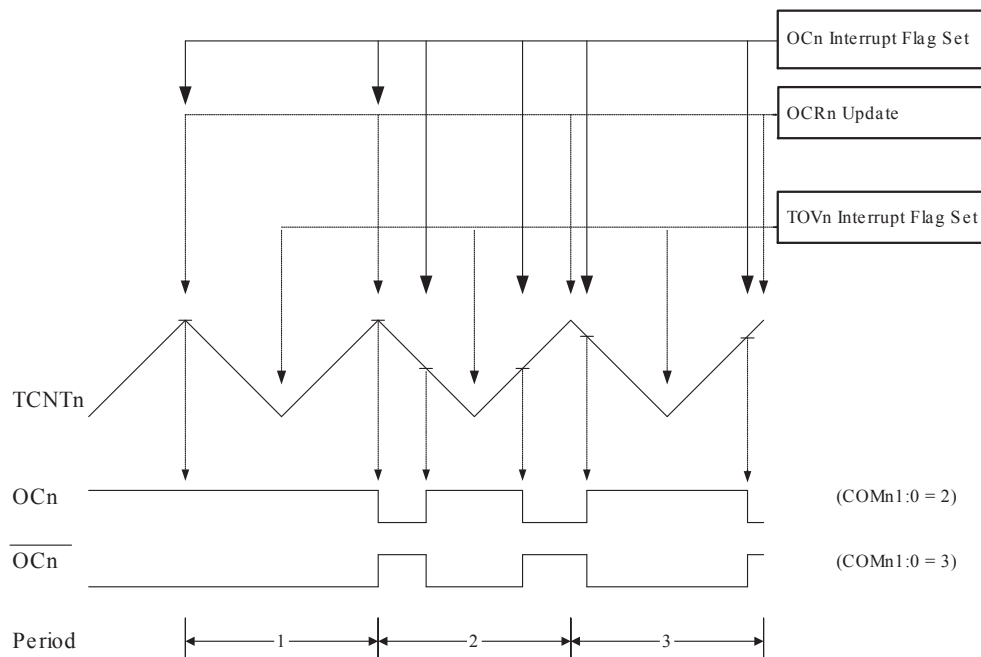 OCn Interrupt Flag Set
OCRn Update
TOVn Interrupt Flag Set
TCNTn
OCn
(COMn1:0 = 2)
OCn
(COMn1:0 = 3)
Period
1
2
3